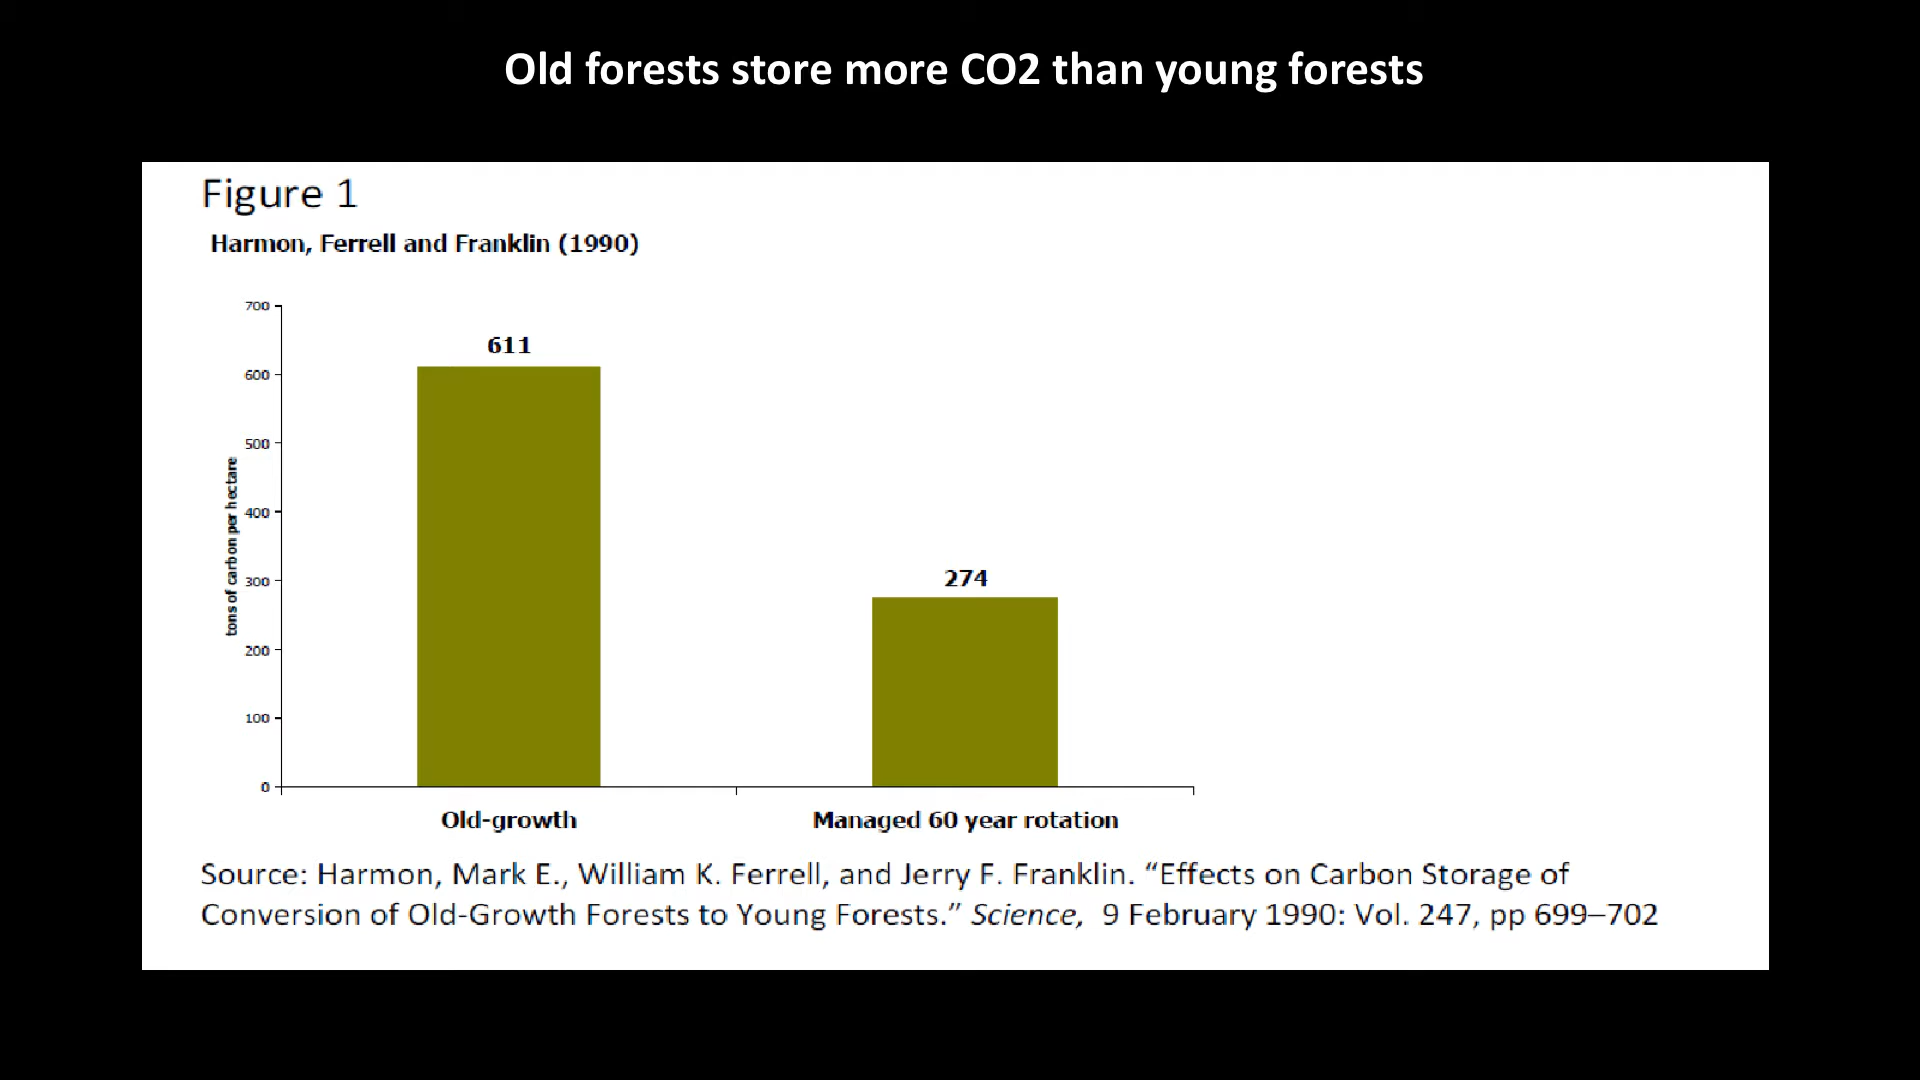 Old forests store more CO2 than young forests
Figure 1
Harmon, Ferrell and Franklin (1990)
700
600
500
400
300
200
100
0
tons of carbon per hectare
611
274
Old-growth
Managed 60 year rotation
Source: Harmon, Mark E., William K. Ferrell, and Jerry F. Franklin. “Effects on Carbon Storage of
Conversion of Old-Growth Forests to Young Forests.” Science, 9 February 1990: Vol. 247, pp 699–702